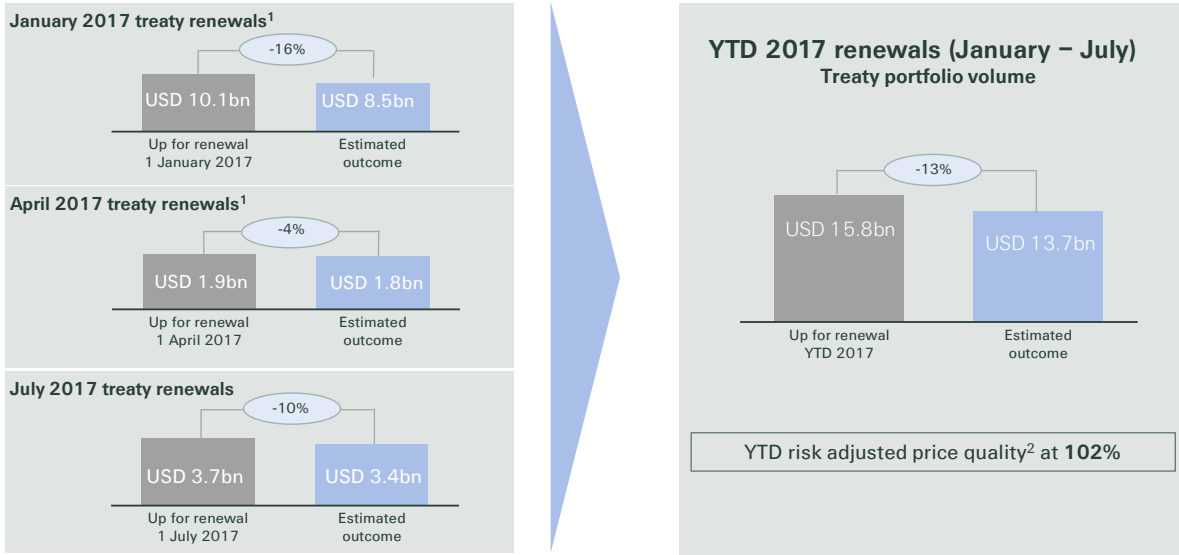 January 2017 treaty renewals¹
-16%
USD 10.1bn
USD 8.5bn
Up for renewal
1 January 2017
Estimated
outcome
April 2017 treaty renewals¹
-4%
USD 1.9bn
USD 1.8bn
Up for renewal
1 April 2017
Estimated
outcome
July 2017 treaty renewals
-10%
USD 3.7bn
USD 3.4bn
Up for renewal
1 July 2017
Estimated
outcome
YTD 2017 renewals (January – July)
Treaty portfolio volume
-13%
USD 15.8bn
USD 13.7bn
Up for renewal
YTD 2017
Estimated
outcome
YTD risk adjusted price quality² at 102%